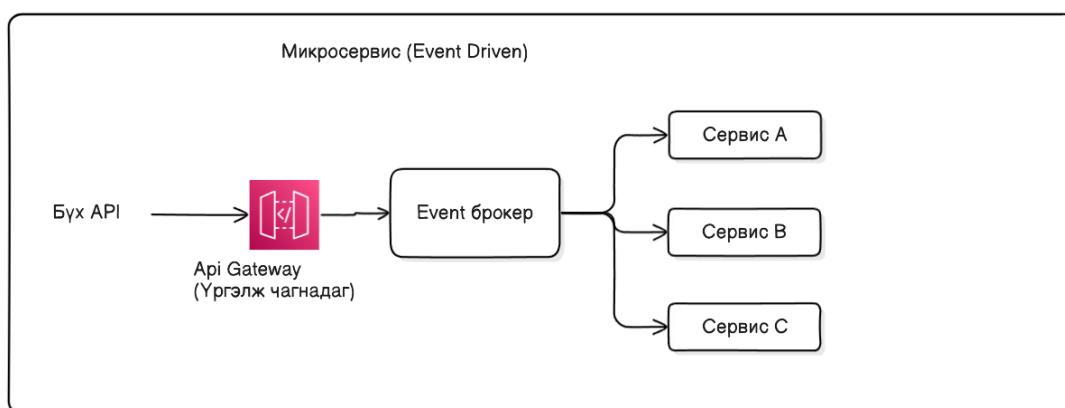 Микросервис (Event Driven)
Бүх API
Api Gateway
(Үргэлж чагнадаг)
Event брокер
Сервис A
Сервис B
Сервис C